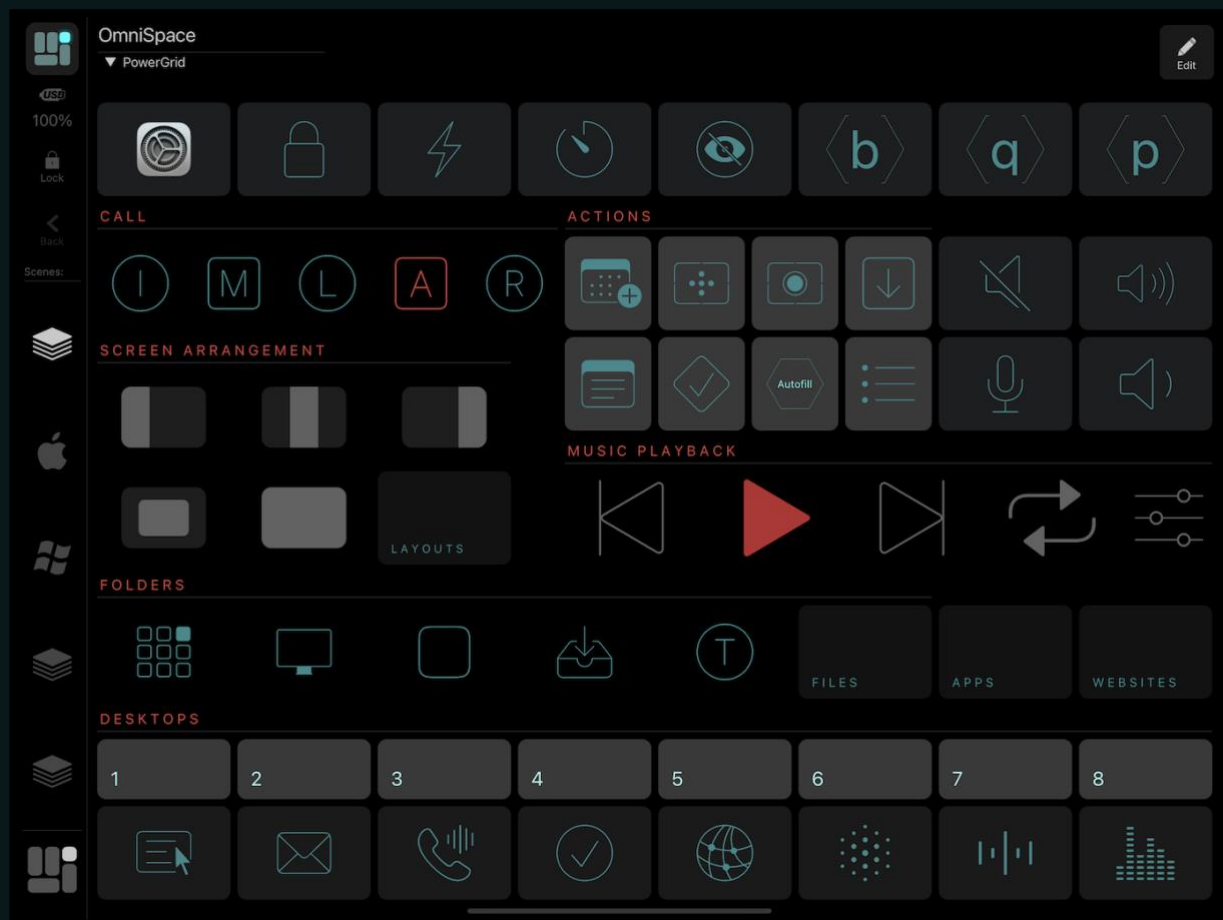 OmniSpace
▼ PowerGrid
Edit
USB
100%
Lock
Back
Scenes:
b
q
p
CALL
I
M
L
A
R
ACTIONS
Autofill
SCREEN ARRANGEMENT
LAYOUTS
MUSIC PLAYBACK
FOLDERS
T
FILES
APPS
WEBSITES
DESKTOPS
1
2
3
4
5
6
7
8